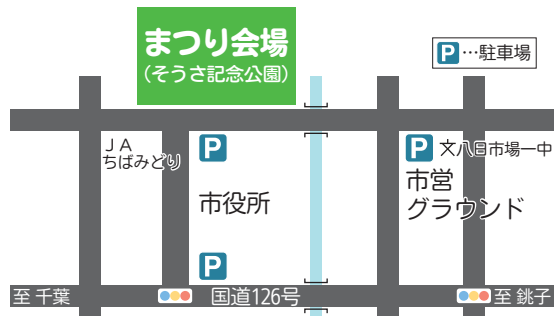 まつり会場
(そうさ記念公園)
P…駐車場
JA
ちばみどり
P
P
文八日市場一中
市営
グラウンド
市役所
P
至 千葉
国道126号
至 銚子